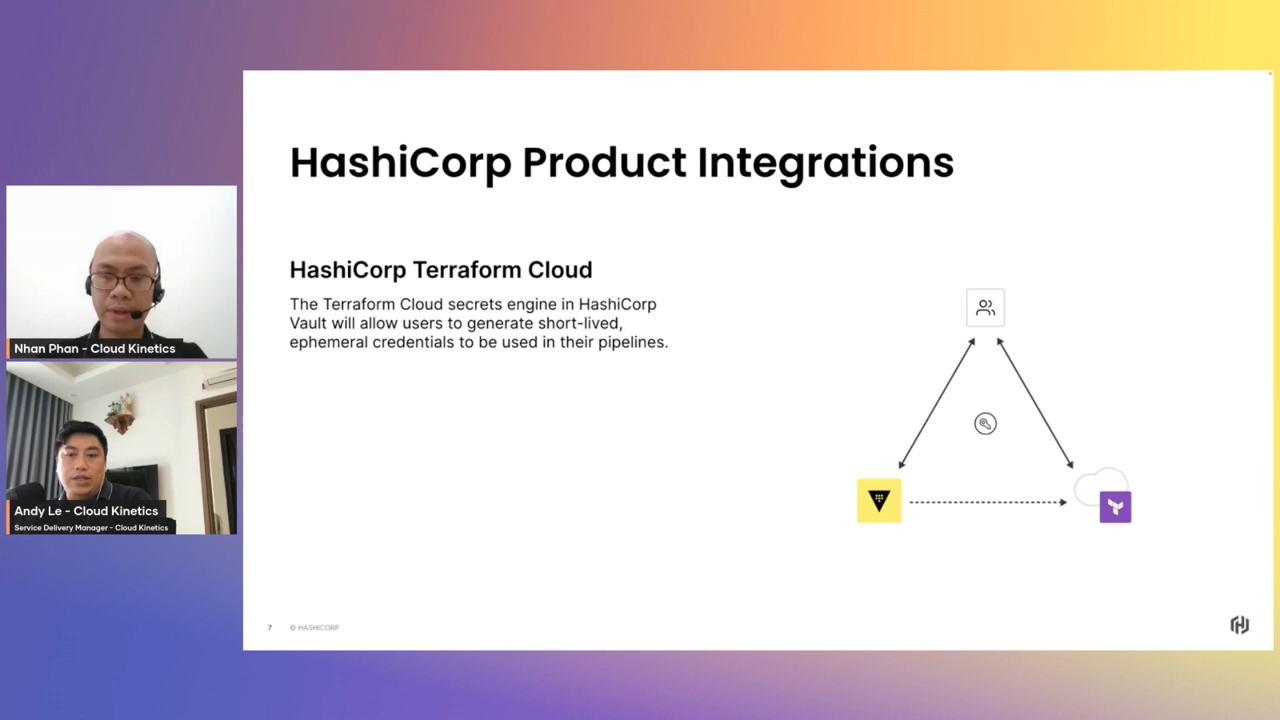 HashiCorp Product Integrations
HashiCorp Terraform Cloud
The Terraform Cloud secrets engine in HashiCorp
Vault will allow users to generate short-lived,
ephemeral credentials to be used in their pipelines.
Nhan Phan - Cloud Kinetics
Andy Le - Cloud Kinetics
Service Delivery Manager - Cloud Kinetics
7 © HASHICORP